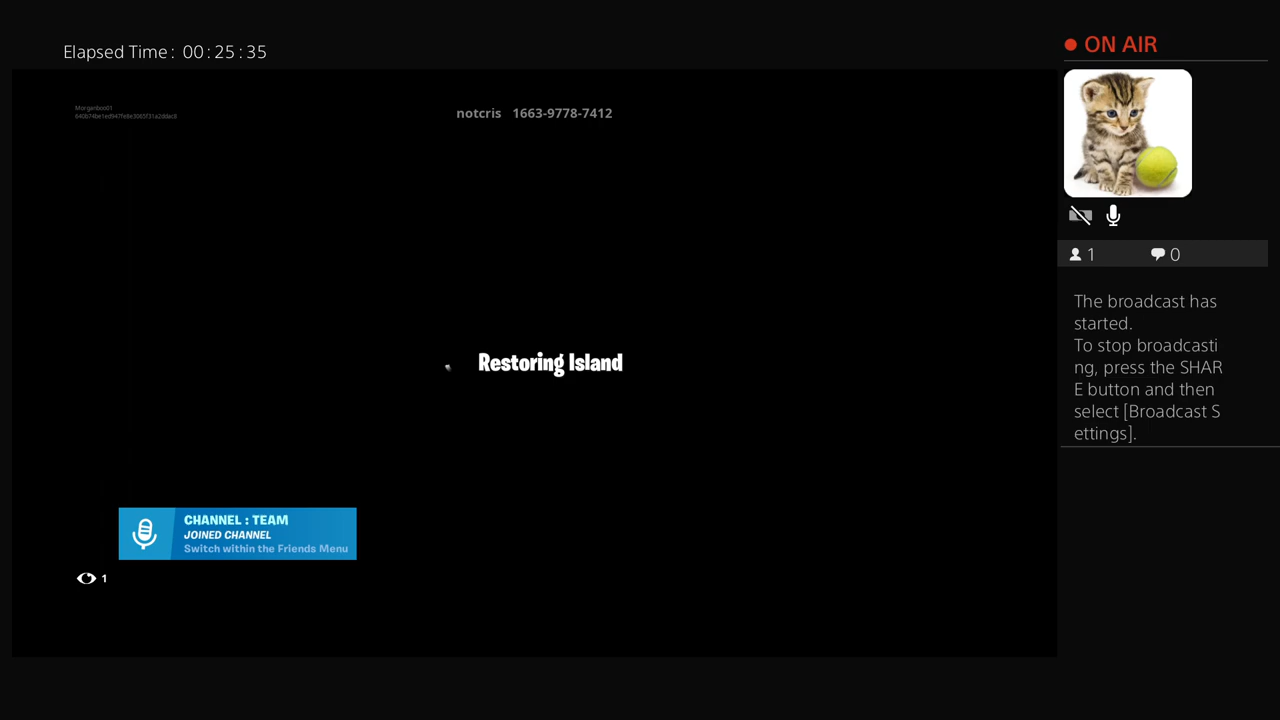 Elapsed Time: 00:25:35
ON AIR
Morganboo01
notcris 1663-9778-7412
1 0
The broadcast has
started.
To stop broadcasti
ng, press the SHAR
E button and then
select [Broadcast S
ettings].
Restoring Island
CHANNEL : TEAM
JOINED CHANNEL
Switch within the Friends Menu
1